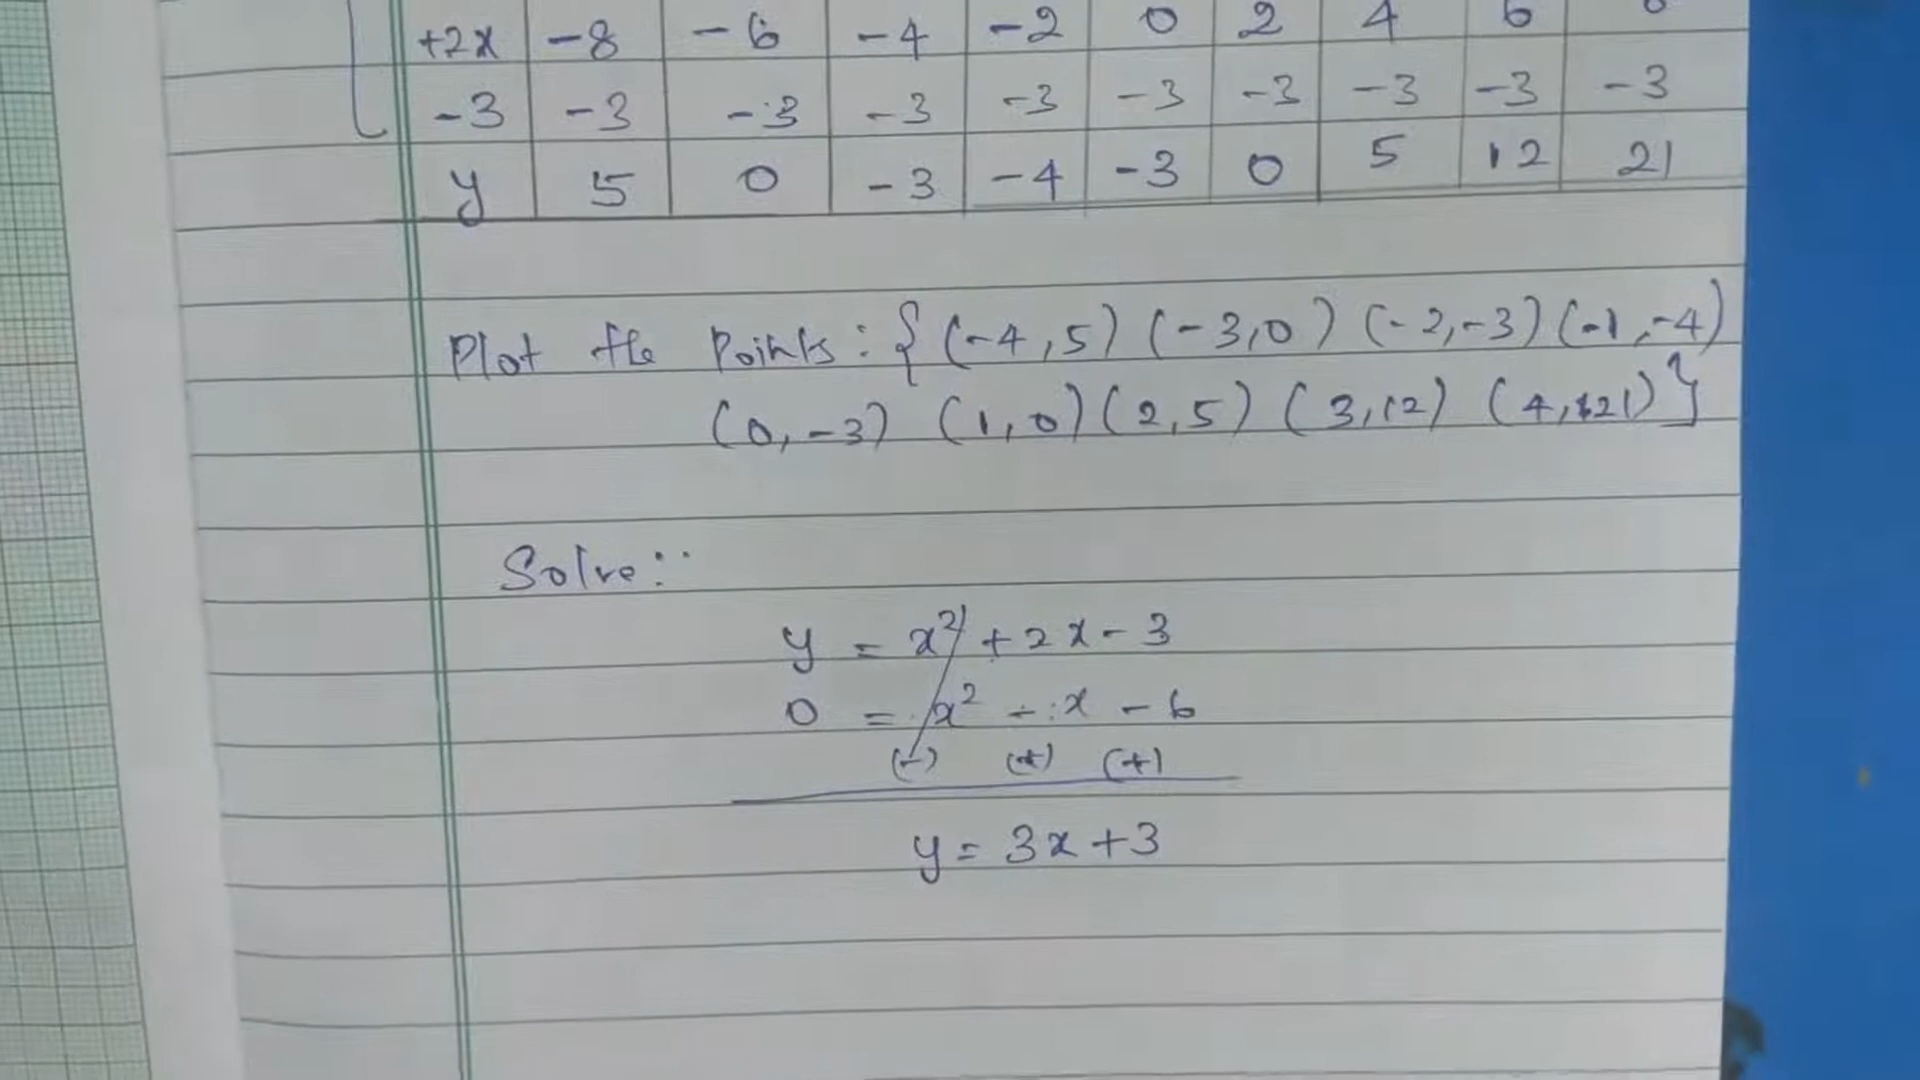 +2x -8 -6 -4 -2 0 2 4 6
-3 -3 -3 -3 -3 -3 -3 -3 -3 -3
y 5 0 -3 -4 -3 0 5 12 21
Plot the Points : { (-4,5) (-3,0) (-2,-3) (-1,-4)
(0,-3) (1,0) (2,5) (3,12) (4,21) }
Solve:
y = x² + 2x - 3
0 = x² - x - 6
(-) (+) (+)
y = 3x + 3